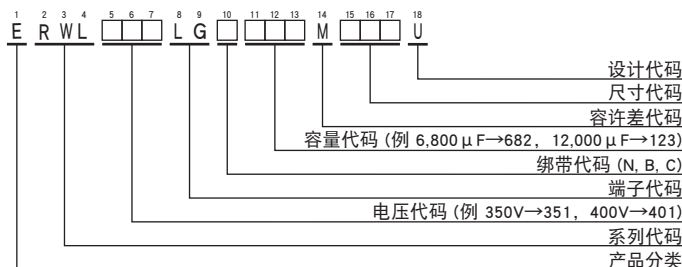 1 2 3 4 5 6 7 8 9 10 11 12 13 14 15 16 17 18
E R W L L G M U
设计代码
尺寸代码
容许差代码
容量代码 (例 6,800μF→682, 12,000μF→123)
绑带代码 (N, B, C)
端子代码
电压代码 (例 350V→351, 400V→401)
系列代码
产品分类